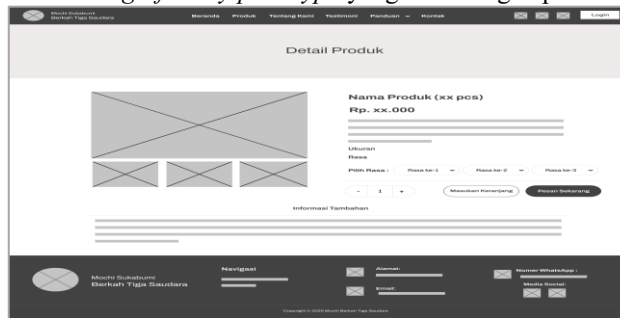 Mochi Sukabumi
Berkah Tiga Saudara
Beranda Produk Tentang Kami Testimoni Panduan Kontak
Login
Detail Produk
Nama Produk (xx pcs)
Rp. xx.000
Ukuran
Rasa
Pilih Rasa : Rasa ke-1 Rasa ke-2 Rasa ke-3
- 1 +
Masukan Keranjang
Pesan Sekarang
Informasi Tambahan
Mochi Sukabumi
Berkah Tiga Saudara
Navigasi
Alamat:
Email:
Nomor WhatsApp :
Media Sosial: